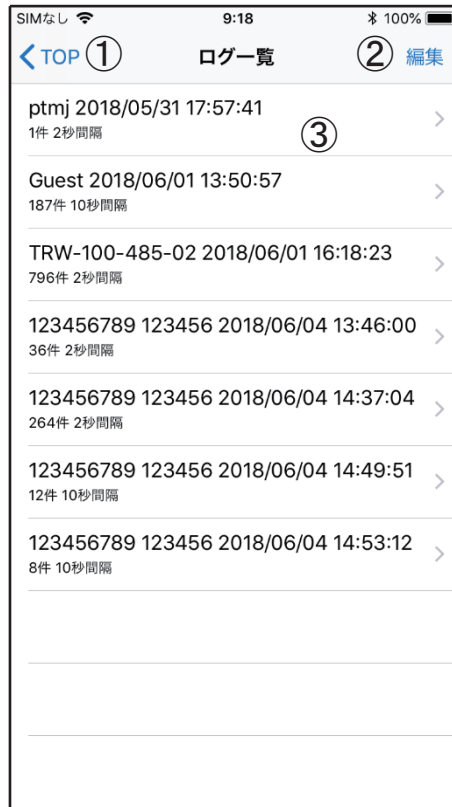 SIMなし 9:18 100%
TOP ① ログ一覧 ② 編集
ptmj 2018/05/31 17:57:41
1件 2秒間隔
③
Guest 2018/06/01 13:50:57
187件 10秒間隔
TRW-100-485-02 2018/06/01 16:18:23
796件 2秒間隔
123456789 123456 2018/06/04 13:46:00
36件 2秒間隔
123456789 123456 2018/06/04 14:37:04
264件 2秒間隔
123456789 123456 2018/06/04 14:49:51
12件 10秒間隔
123456789 123456 2018/06/04 14:53:12
8件 10秒間隔